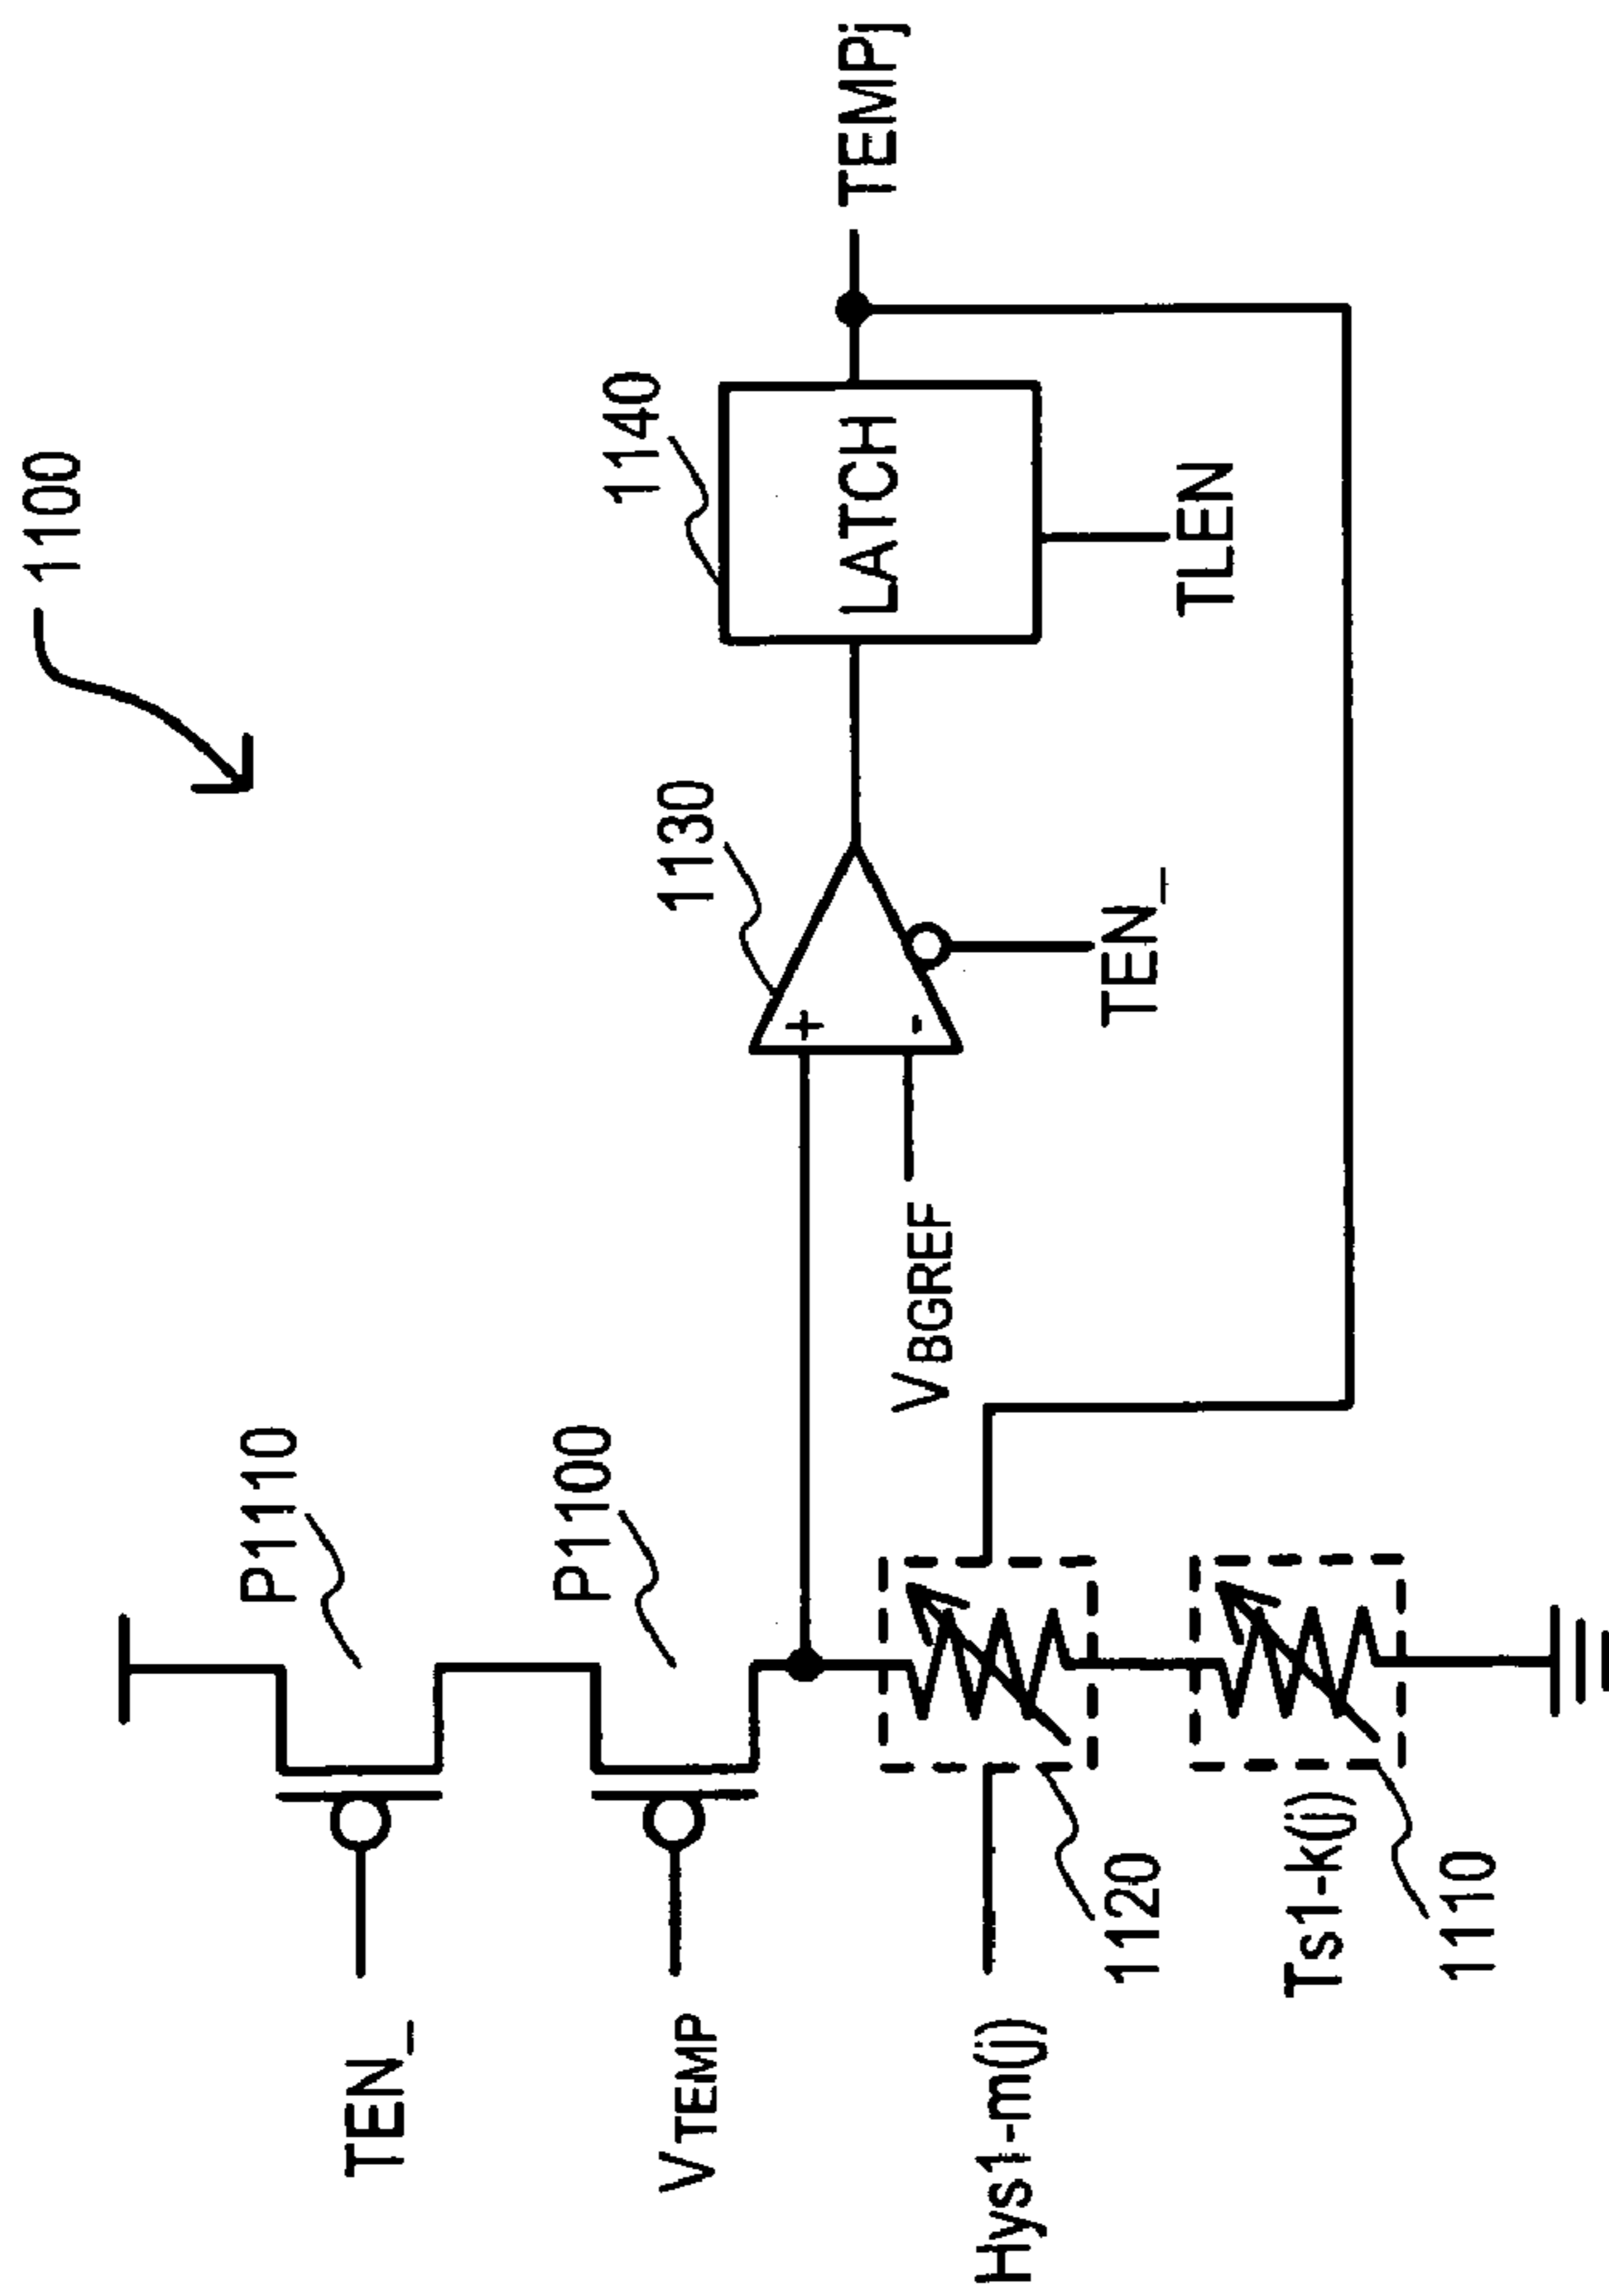 1100
P1110
TEN_
P1100
VTEMP
1130
1140
LATCH
TEMPj
+
-
VBGREF
TEN_
TLEN
Hys1-m(j)
1120
Ts1-k(j)
1110